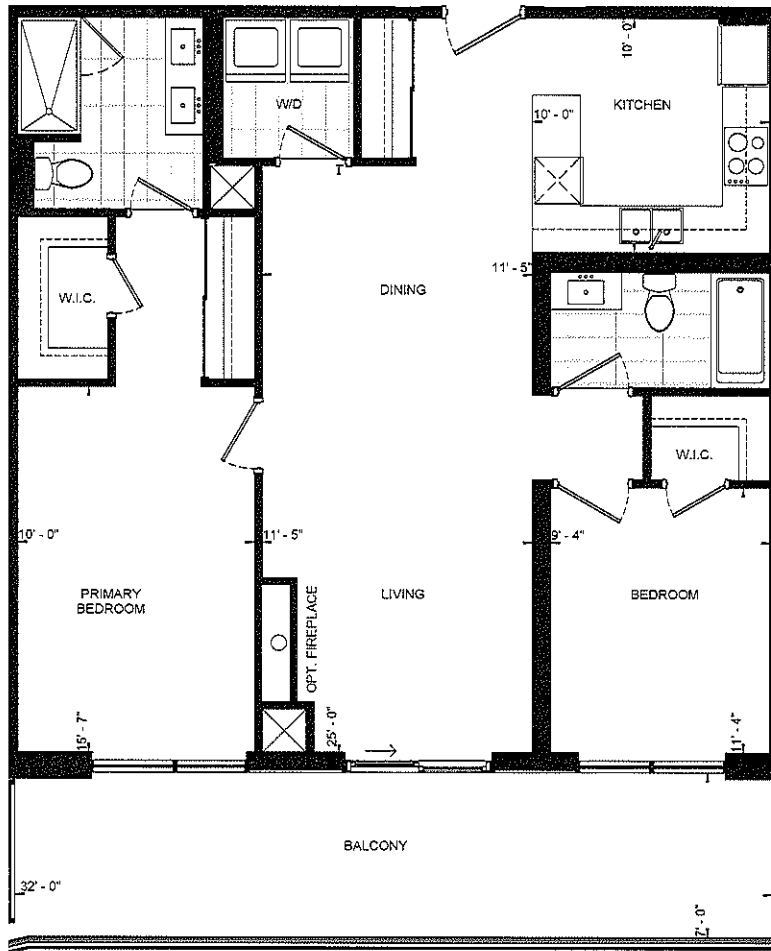 W/D
10' - 0"
KITCHEN
10' - 0"
W.I.C.
DINING
11' - 5"
W.I.C.
10' - 0"
11' - 5"
9' - 4"
PRIMARY
BEDROOM
OPT. FIREPLACE
LIVING
BEDROOM
15' - 7"
25' - 0"
11' - 4"
BALCONY
32' - 0"
7' - 0"